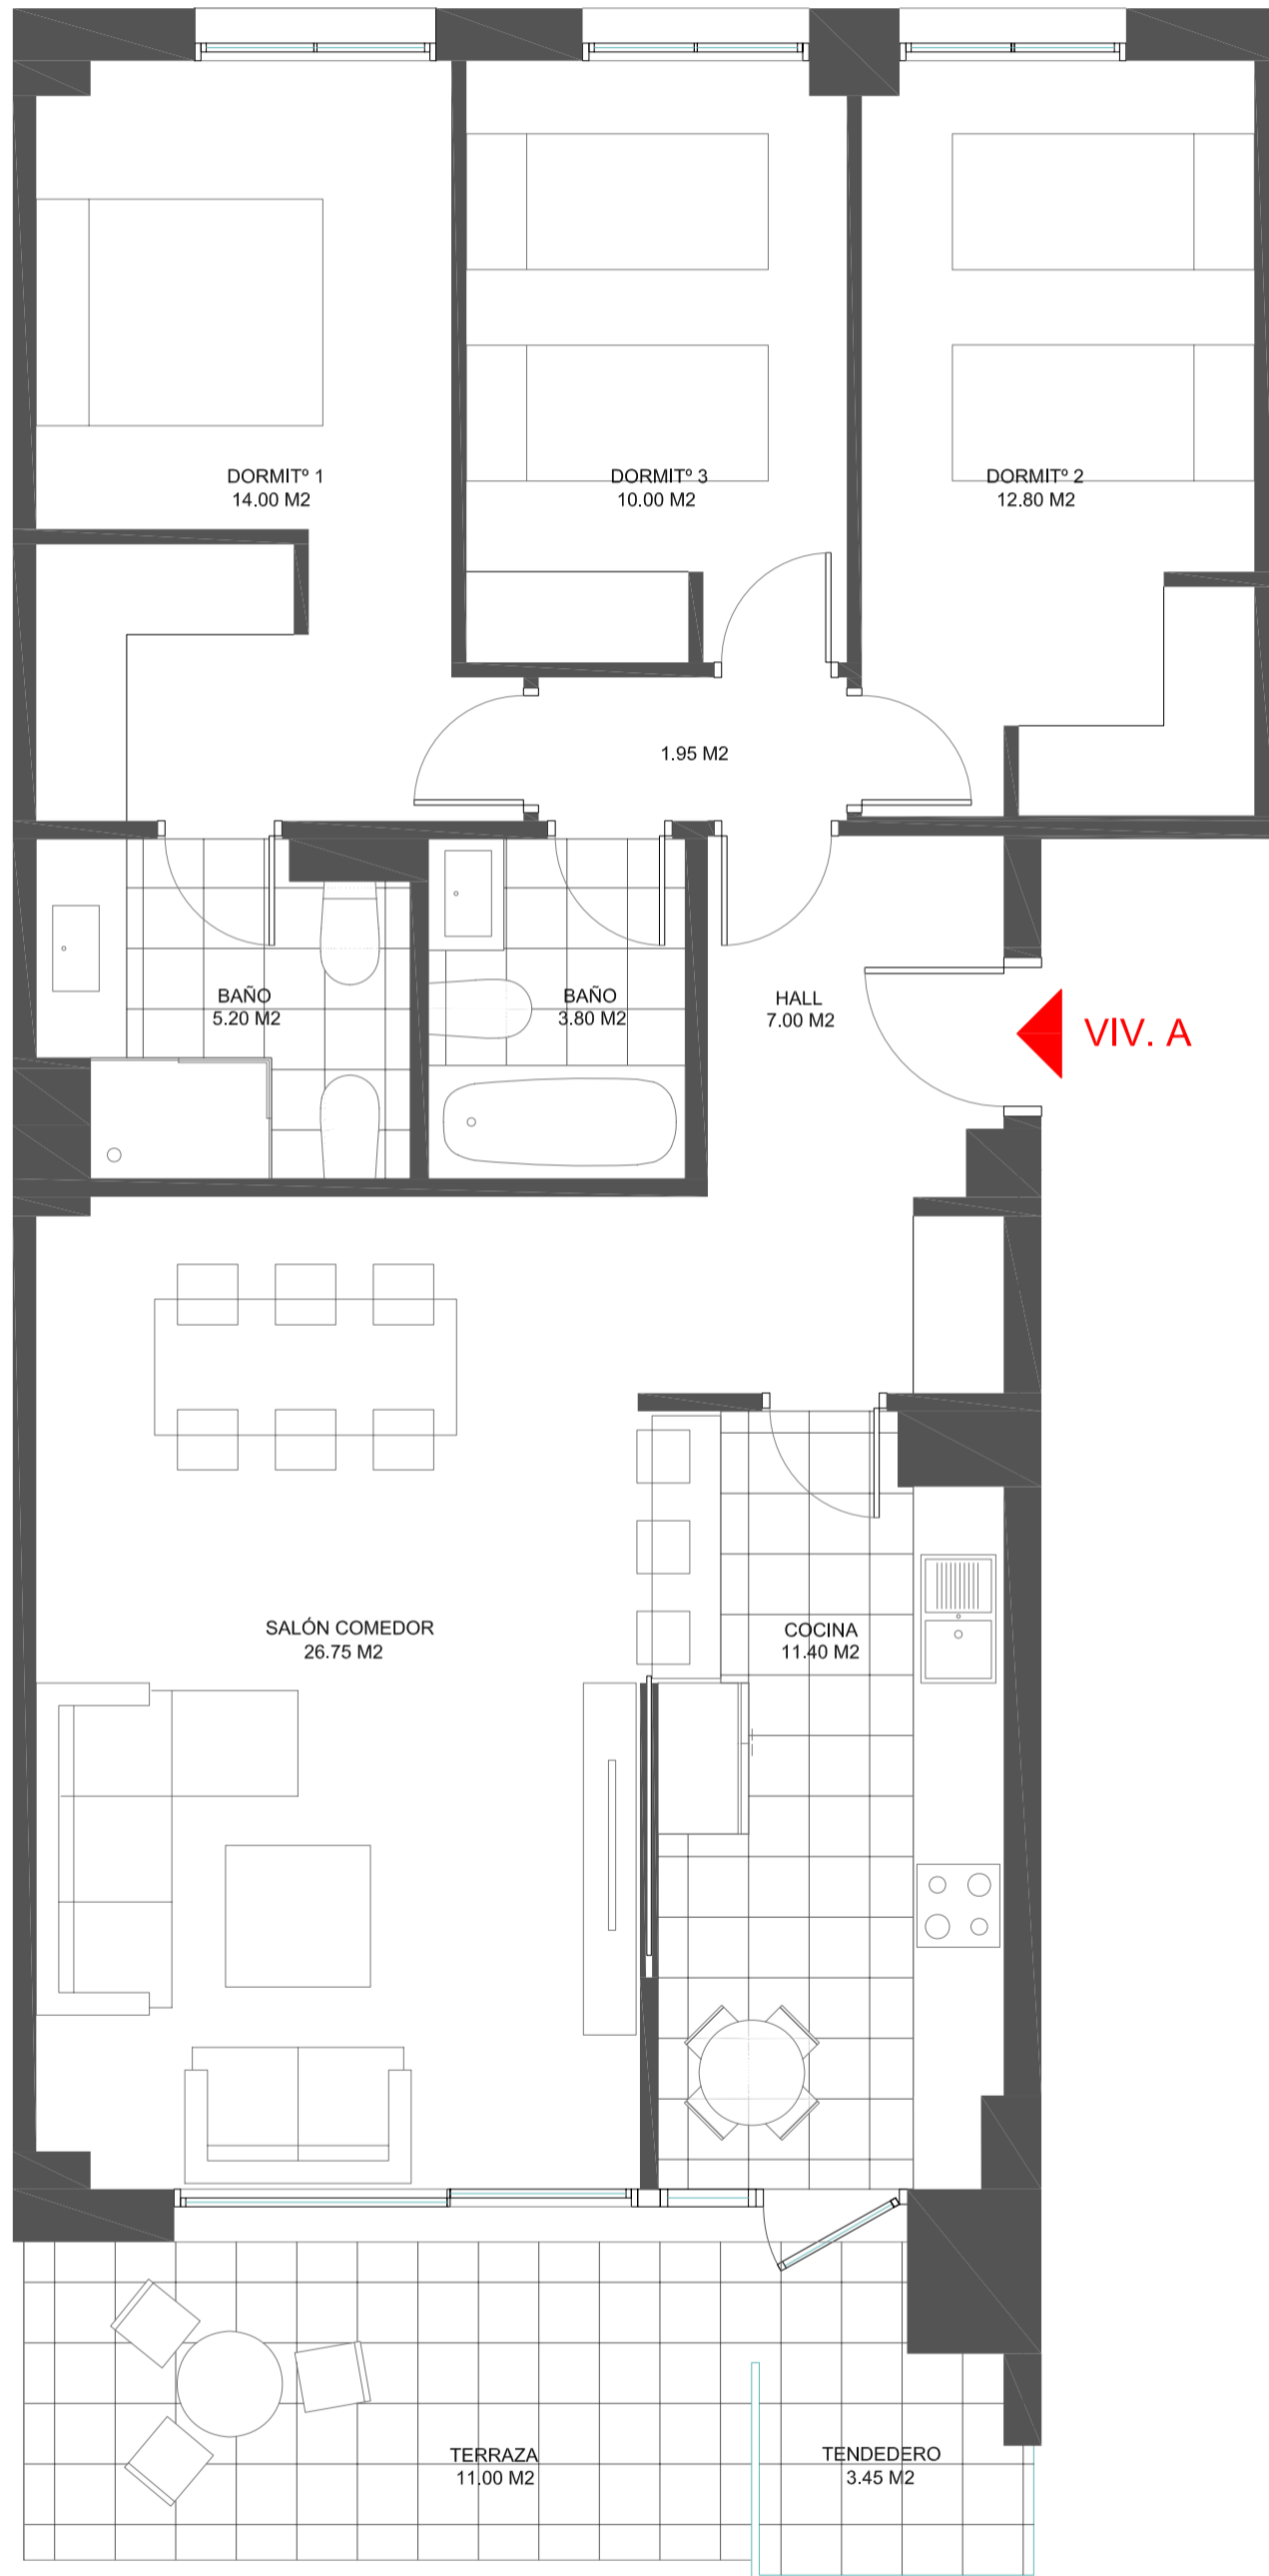 DORMITº 1
14.00 M2
DORMITº 3
10.00 M2
DORMITº 2
12.80 M2
1.95 M2
BAÑO
5.20 M2
BAÑO
3.80 M2
HALL
7.00 M2
VIV. A
SALÓN COMEDOR
26.75 M2
COCINA
11.40 M2
TERRAZA
11.00 M2
TENDEDERO
3.45 M2